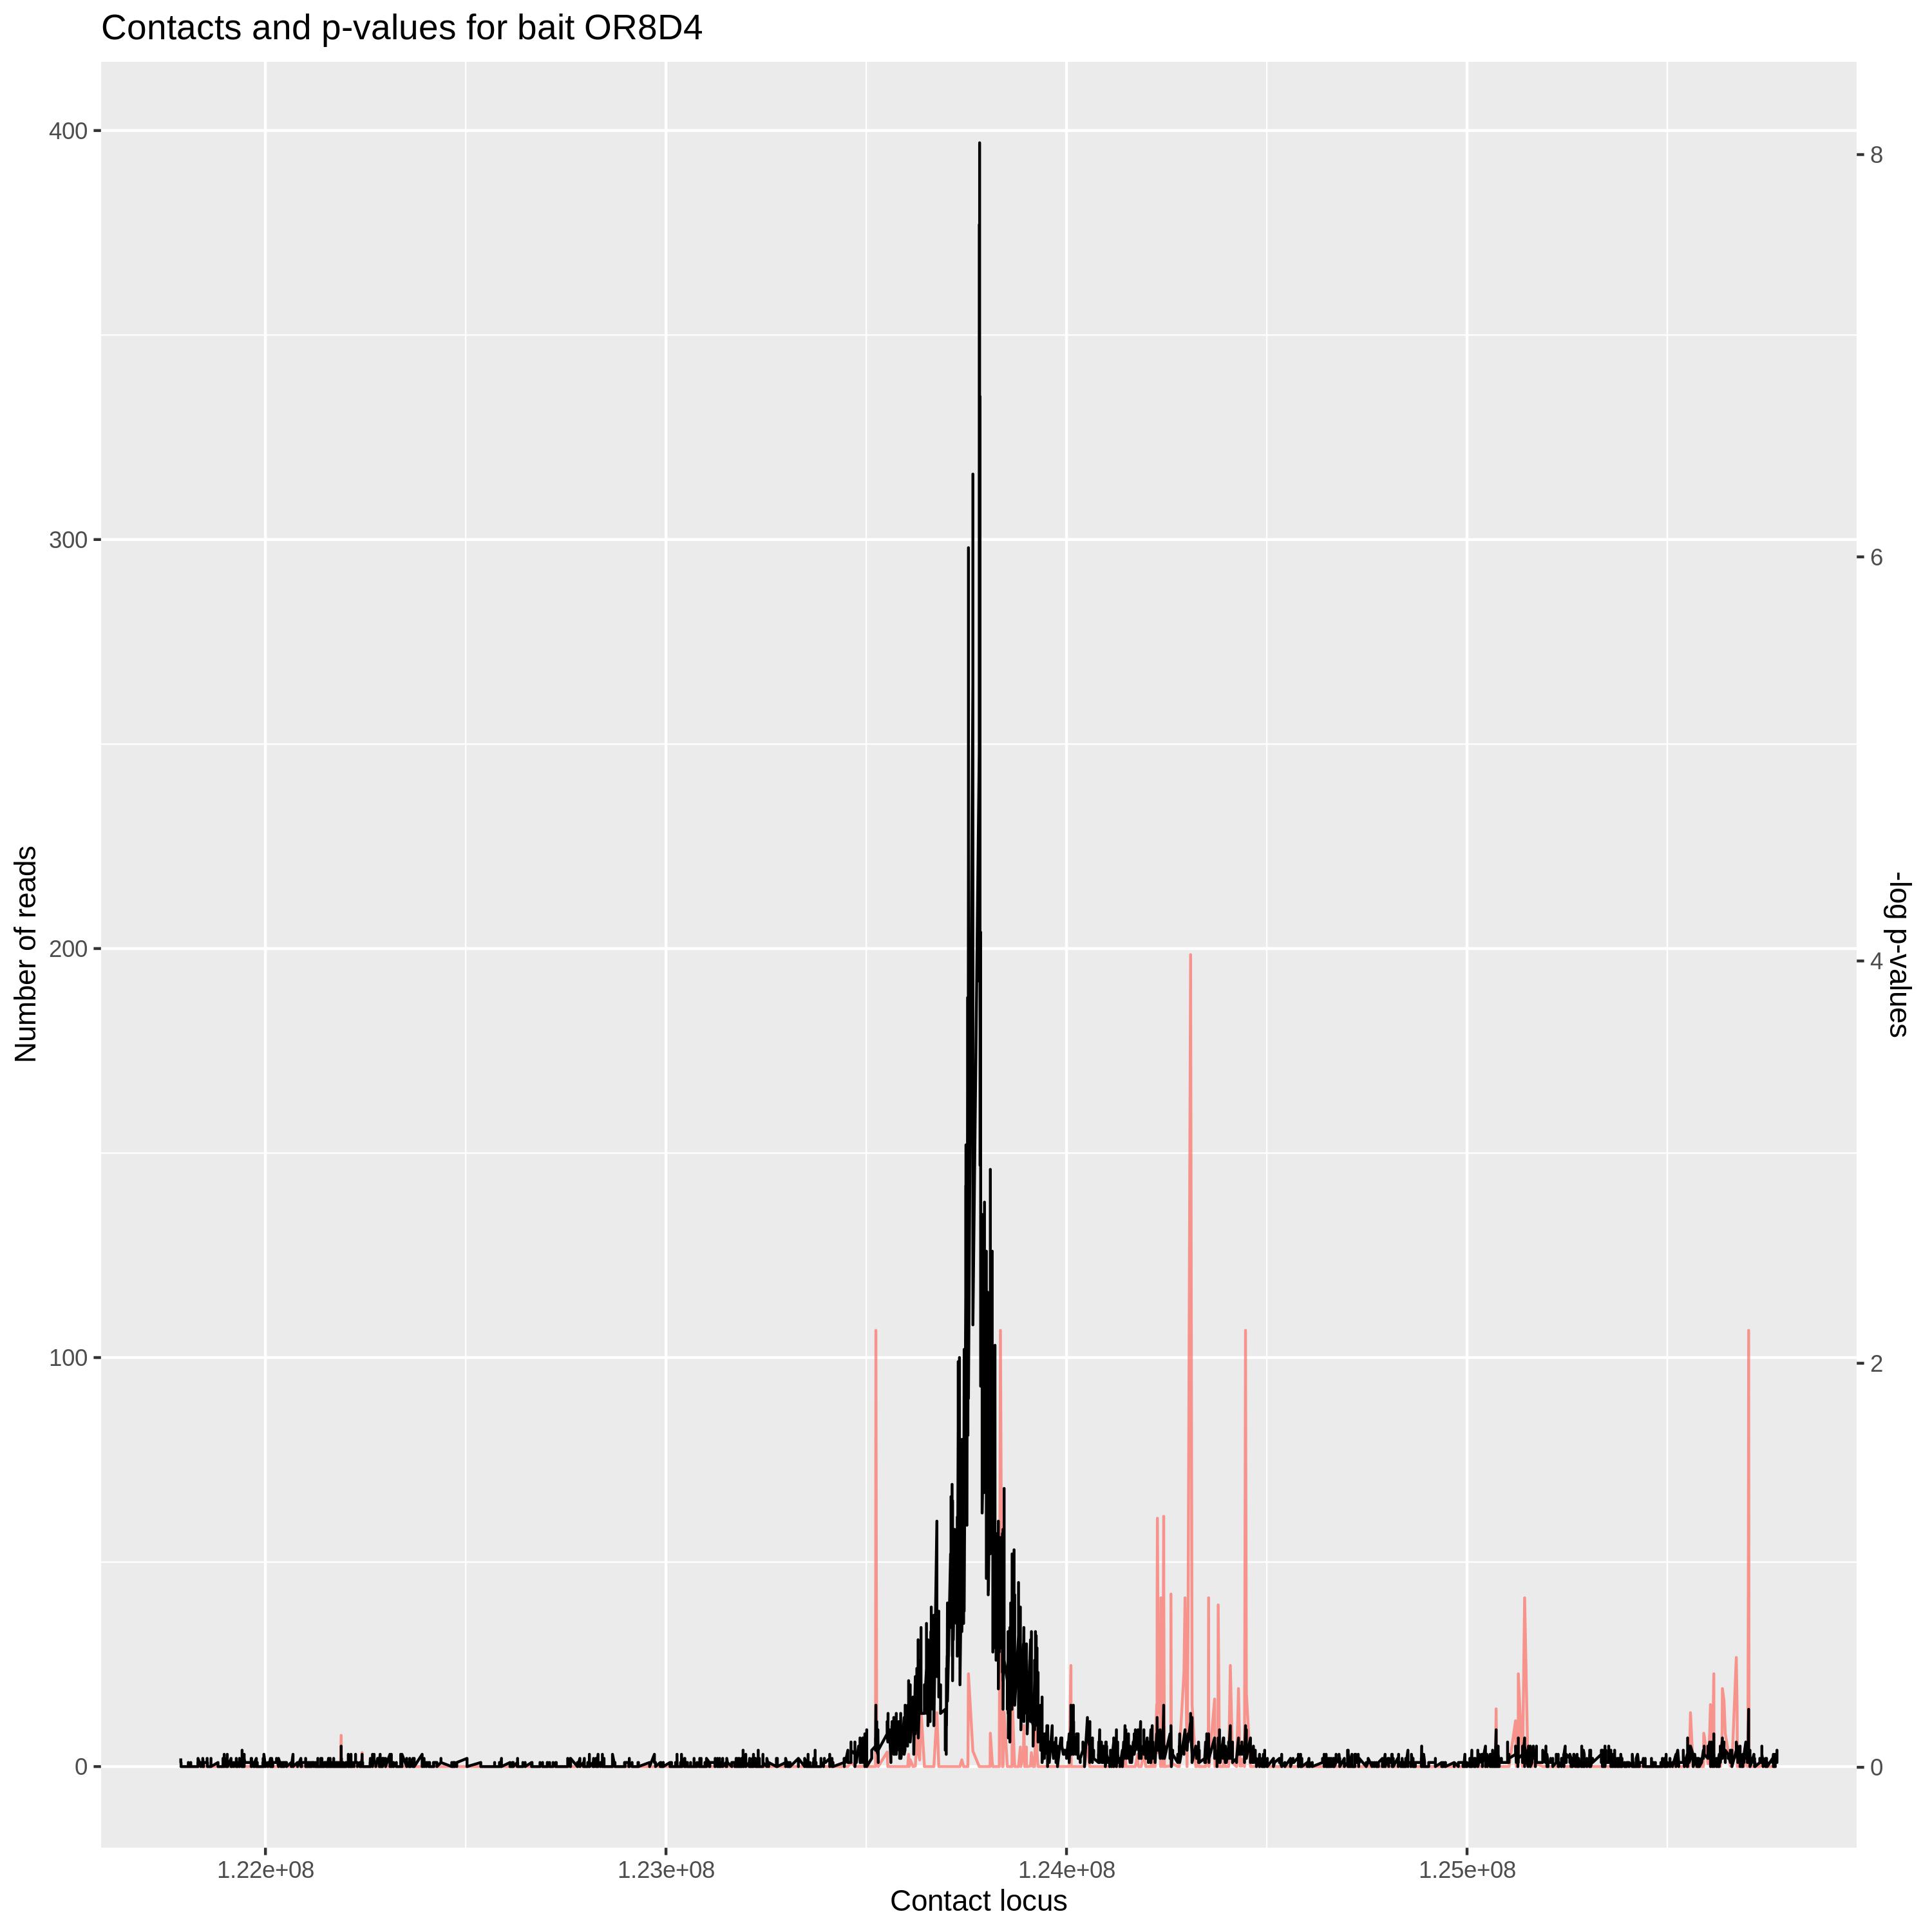 Contacts and p-values for bait OR8D4
400
300
200
100
0
Number of reads
8
6
4
2
0
-log p-values
1.22e+08 1.23e+08 1.24e+08 1.25e+08
Contact locus